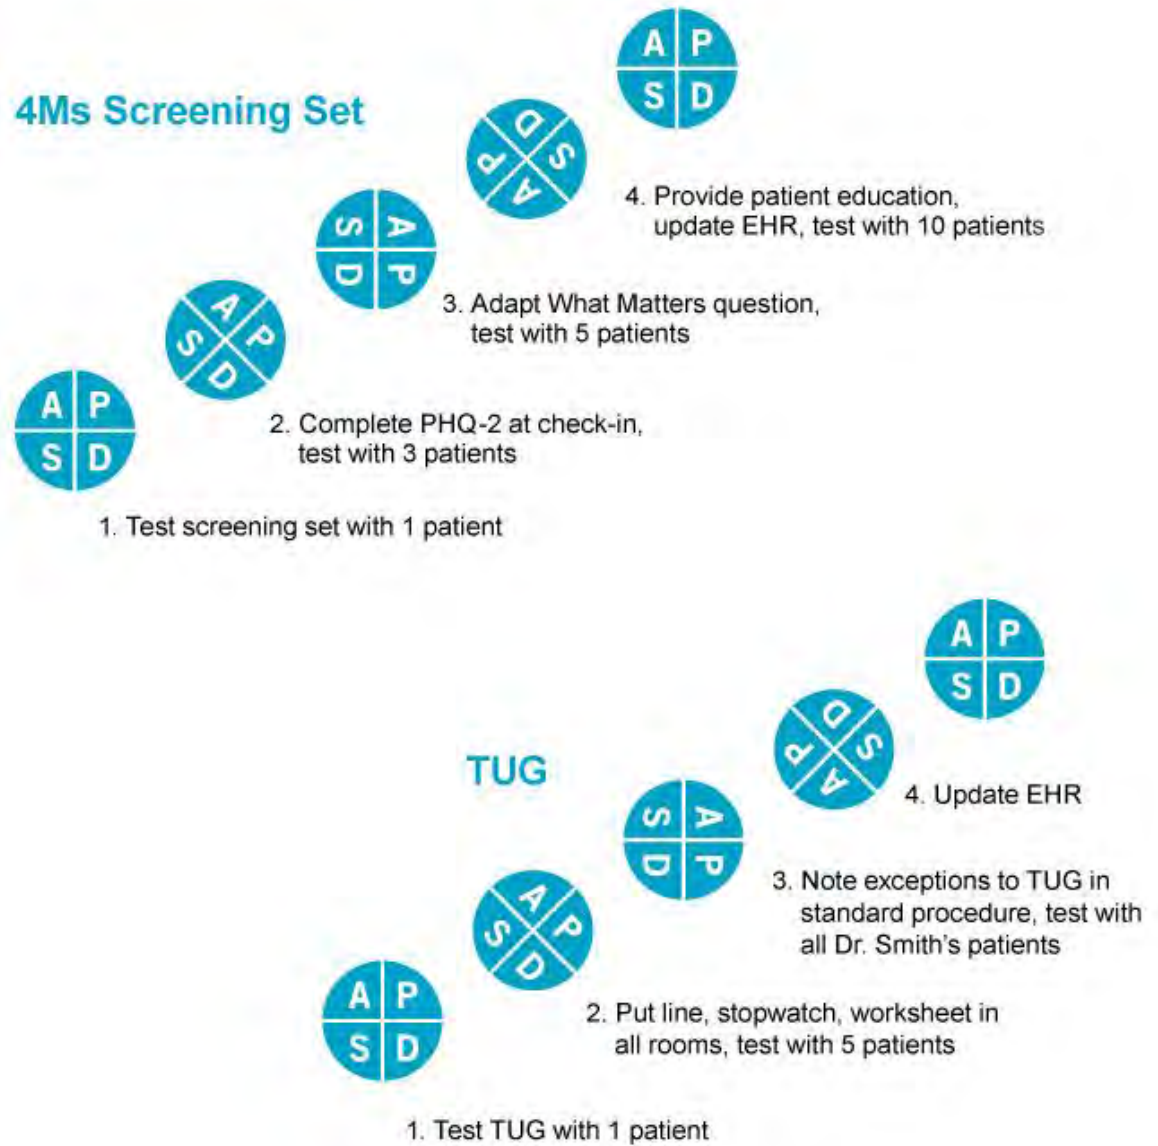 A P
S D
4Ms Screening Set
A P
S D
4. Provide patient education,
update EHR, test with 10 patients
A P
S D
3. Adapt What Matters question,
test with 5 patients
A P
S D
2. Complete PHQ-2 at check-in,
test with 3 patients
A P
S D
1. Test screening set with 1 patient
A P
S D
TUG
A P
S D
4. Update EHR
A P
S D
3. Note exceptions to TUG in
standard procedure, test with
all Dr. Smith's patients
A P
S D
2. Put line, stopwatch, worksheet in
all rooms, test with 5 patients
A P
S D
1. Test TUG with 1 patient